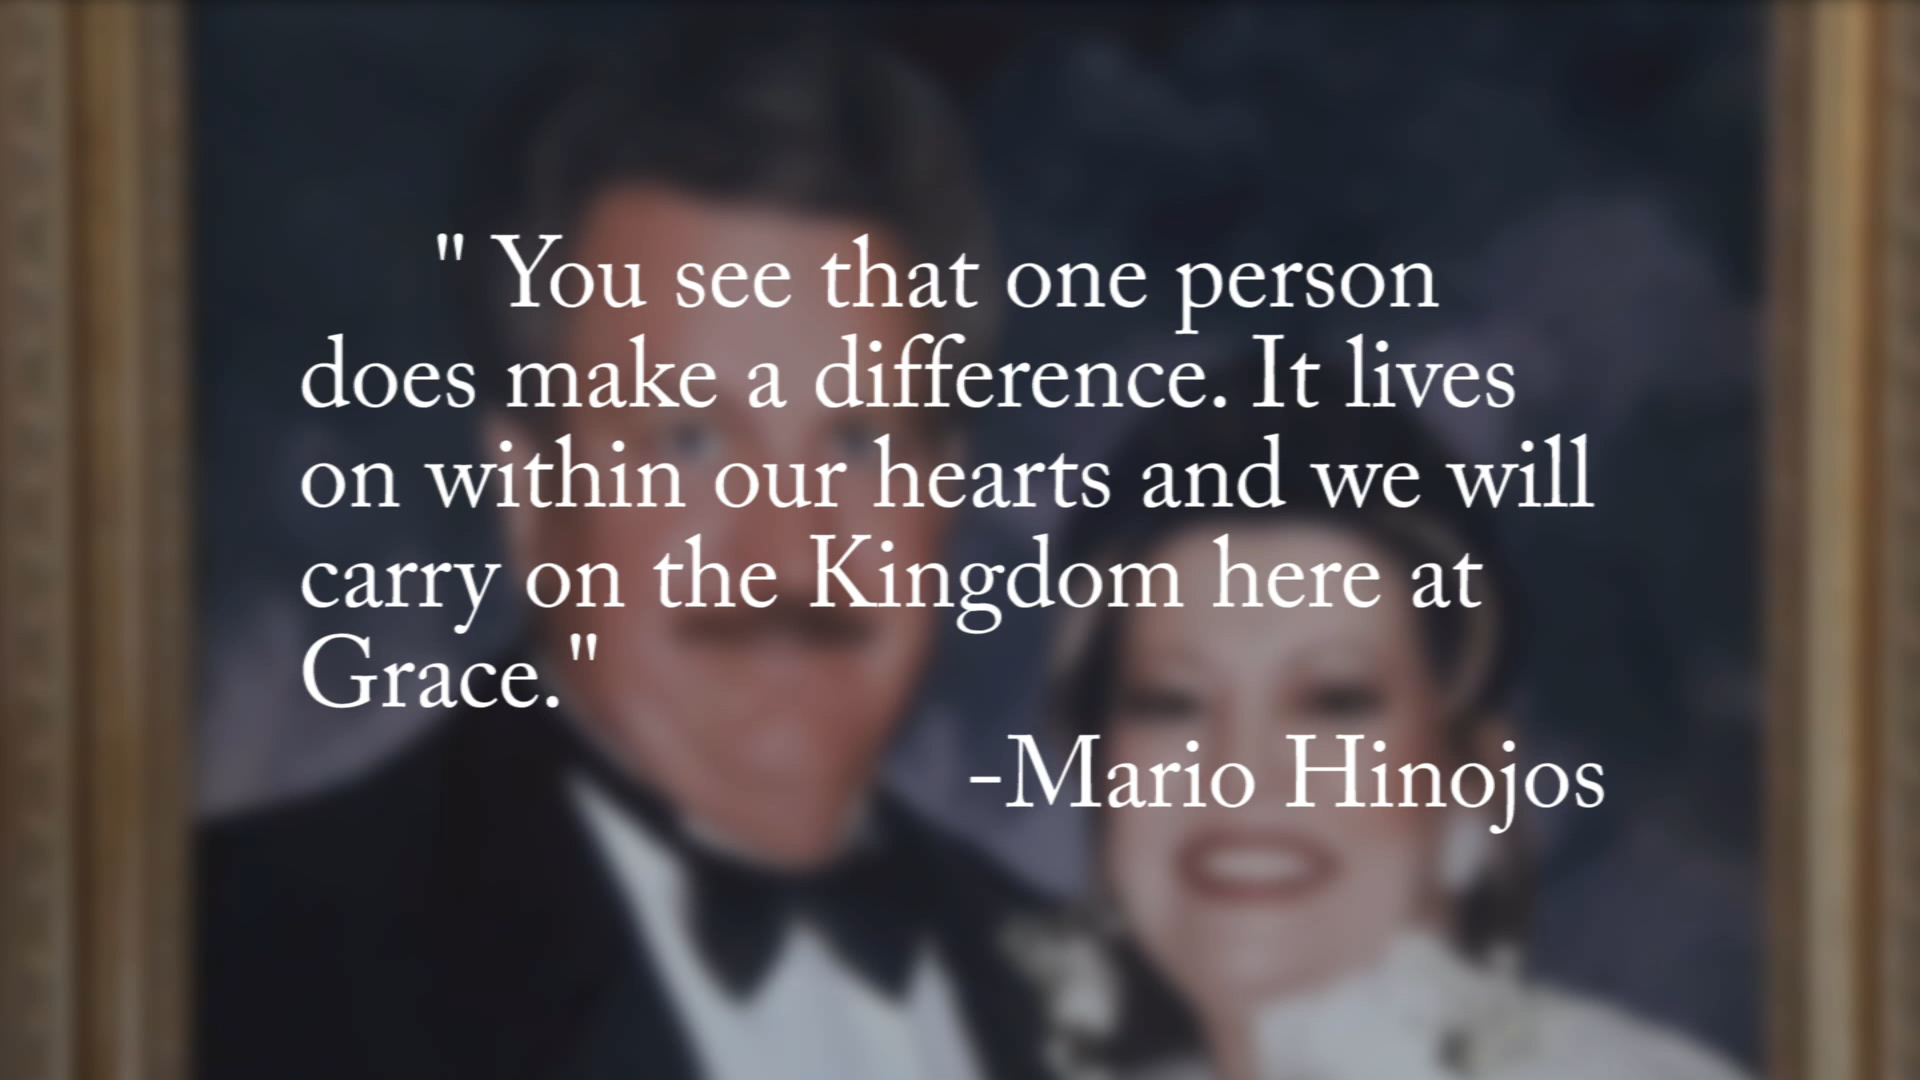 " You see that one person
does make a difference. It lives
on within our hearts and we will
carry on the Kingdom here at
Grace."
-Mario Hinojos